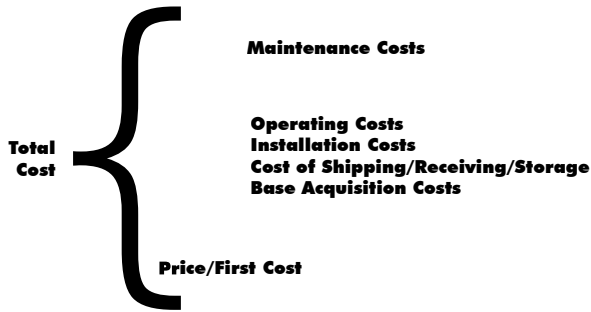 Maintenance Costs
Operating Costs
Installation Costs
Cost of Shipping/Receiving/Storage
Base Acquisition Costs
Total
Cost
Price/First Cost